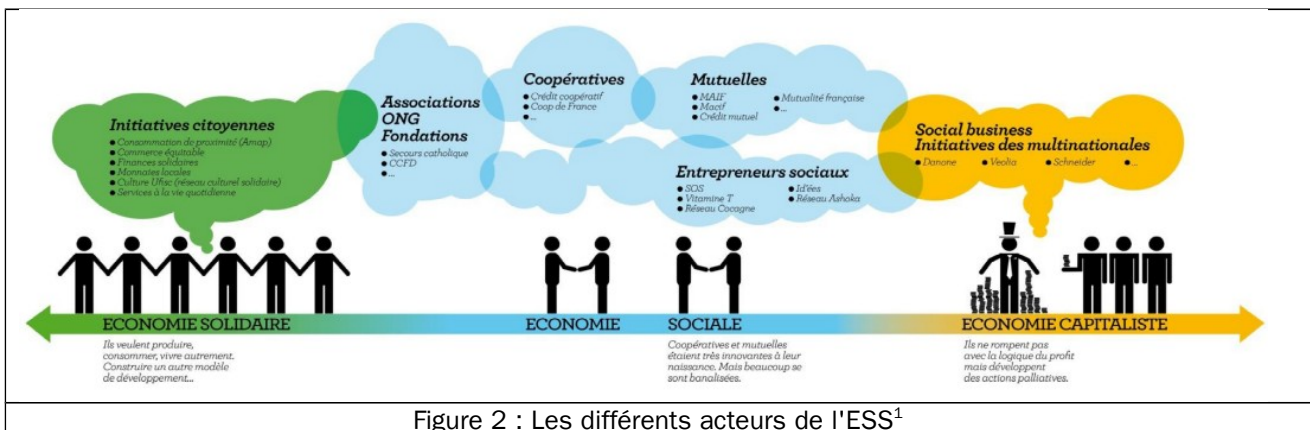 Initiatives citoyennes
● Consommation de proximité (Amap)
● Commerce équitable
● Finances solidaires
● Monnaies locales
● Culture Ufisc (réseau culturel solidaire)
● Services à la vie quotidienne
Associations
ONG
Fondations
● Secours catholique
● CCFD
● ...
Coopératives
● Crédit coopératif
● Coop de France
● ...
Mutuelles
● MAIF
● Macif
● Crédit mutuel
● Mutualité française
● ...
Entrepreneurs sociaux
● SOS
● Vitamine T
● Réseau Cocagne
● Id'ées
● Réseau Ashoka
Social business
Initiatives des multinationales
● Danone ● Veolia ● Schneider ● ...
ECONOMIE SOLIDAIRE
Ils veulent produire,
consommer, vivre autrement.
Construire un autre modèle
de développement...
ECONOMIE SOCIALE
Coopératives et mutuelles
étaient très innovantes à leur
naissance. Mais beaucoup se
sont banalisées.
ECONOMIE CAPITALISTE
Ils ne rompent pas
avec la logique du profit
mais développent
des actions palliatives.
Figure 2 : Les différents acteurs de l'ESS1